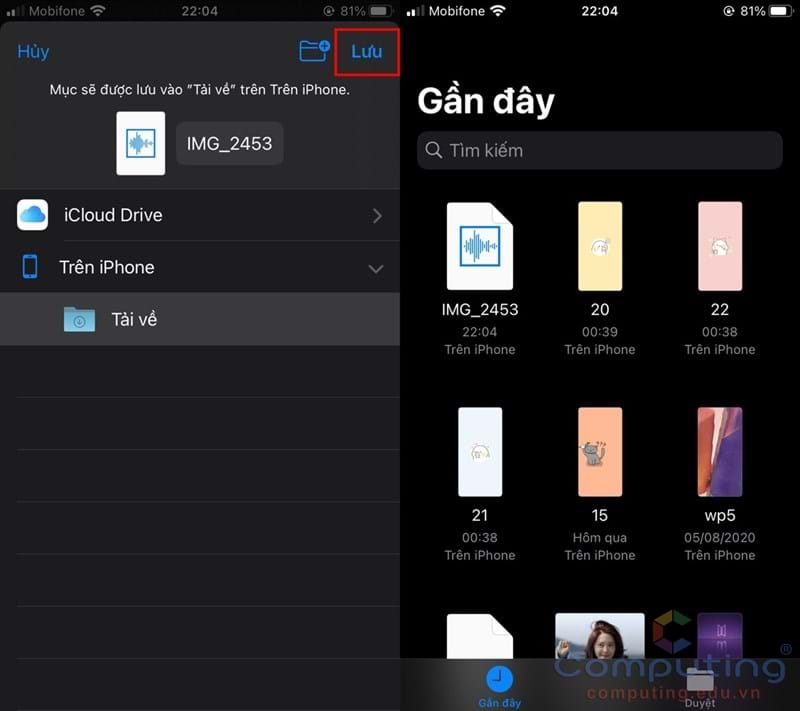 Mobifone 22:04 81%
Hủy Lưu
Mục sẽ được lưu vào "Tải về" trên Trên iPhone.
IMG_2453
iCloud Drive
Trên iPhone
Tải về
Mobifone 22:04 81%
Gần đây
Tìm kiếm
IMG_2453 20 22
22:04 00:39 00:38
Trên iPhone Trên iPhone Trên iPhone
21 15 wp5
00:38 Hôm qua 05/08/2020
Trên iPhone Trên iPhone Trên iPhone
Computing ®
computing.edu.vn
Gần đây Duyệt